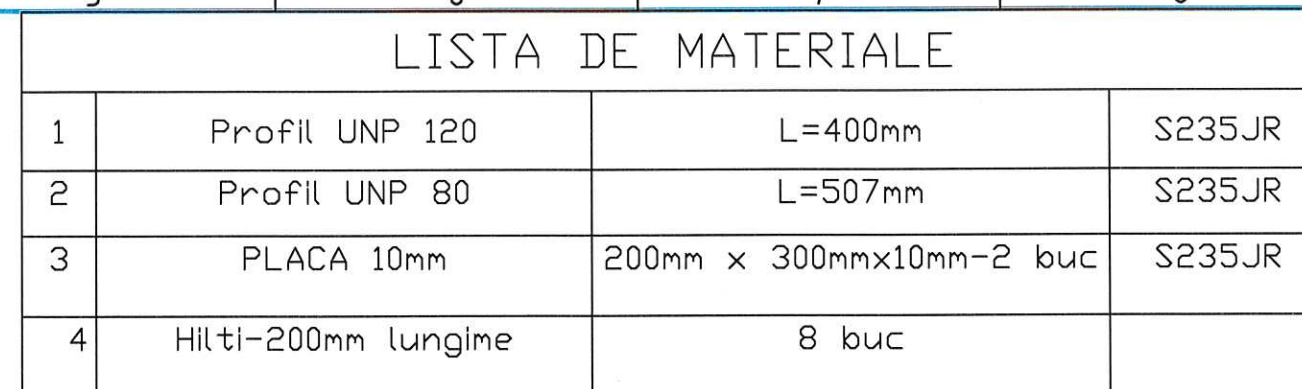 LISTA DE MATERIALE
1 Profil UNP 120 L=400mm S235JR
2 Profil UNP 80 L=507mm S235JR
3 PLACA 10mm 200mm x 300mmx10mm-2 buc S235JR
4 Hilti-200mm lungime 8 buc